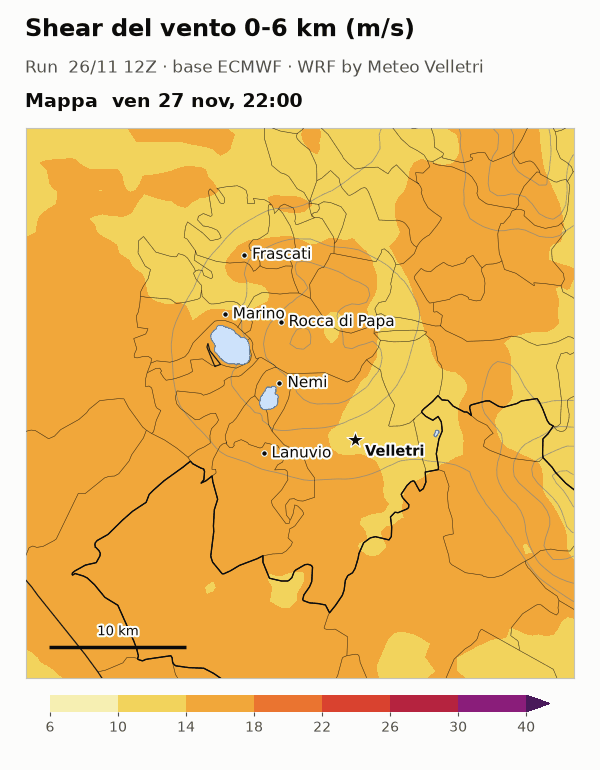 Shear del vento 0-6 km (m/s)
Run  26/11 12Z · base ECMWF · WRF by Meteo Velletri
Mappa  ven 27 nov, 22:00
Frascati
Marino
Rocca di Papa
Nemi
Velletri
Lanuvio
10 km
6 10 14 18 22 26 30 40